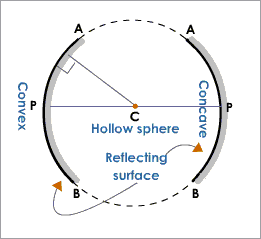 A
A
P
P
C
Convex
Concave
Hollow sphere
Reflecting
surface
B
B